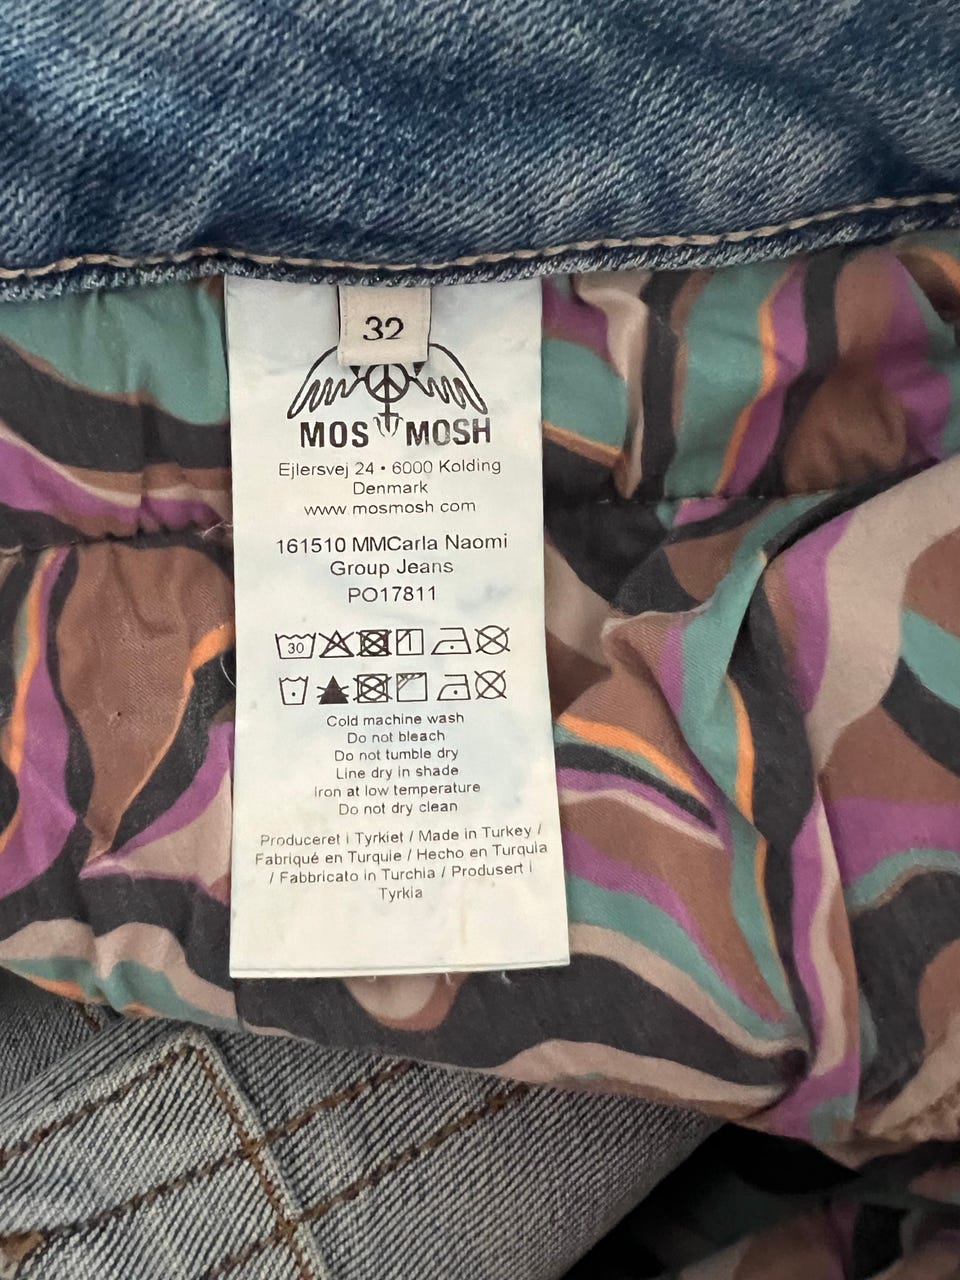 32
MOS MOSH
Ejlersvej 24 • 6000 Kolding
Denmark
www.mosmosh.com
161510 MMCarla Naomi
Group Jeans
PO17811
30
Cold machine wash
Do not bleach
Do not tumble dry
Line dry in shade
Iron at low temperature
Do not dry clean
Produceret i Tyrkiet / Made in Turkey /
Fabriqué en Turquie / Hecho en Turquia
/ Fabbricato in Turchia / Produsert i
Tyrkia